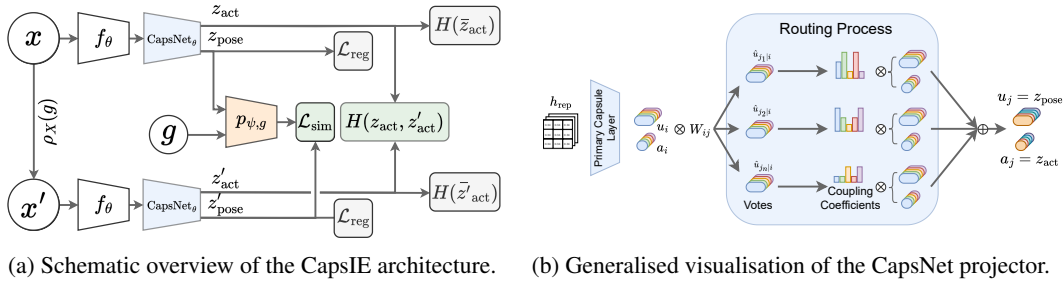 x
f_θ
CapsNet_θ
z_act
z_pose
H(z̄_act)
L_reg
ρ_X(g)
g
p_ψ,g
L_sim
H(z_act, z'_act)
x'
f_θ
CapsNet_θ
z'_act
z'_pose
H(z̄'_act)
L_reg
(a) Schematic overview of the CapsIE architecture.
Routing Process
h_rep
Primary Capsule
Layer
u_i
a_i
⊗ W_ij
û_j₁|i
⊗
û_j₂|i
⊗
û_jₙ|i
⊗
Votes
Coupling
Coefficients
⊕
u_j = z_pose
a_j = z_act
(b) Generalised visualisation of the CapsNet projector.